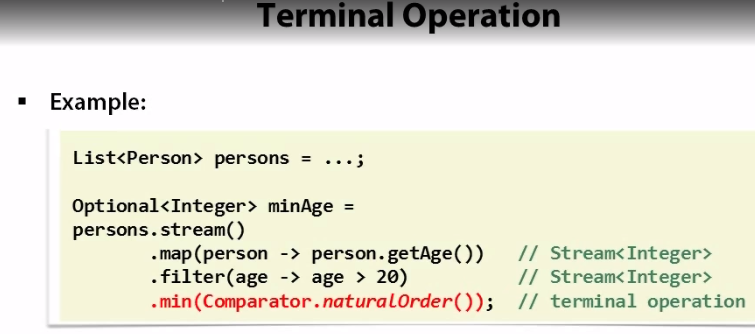 Terminal Operation
▪ Example:
List<Person> persons = ...;
Optional<Integer> minAge =
persons.stream()
.map(person -> person.getAge()) // Stream<Integer>
.filter(age -> age > 20) // Stream<Integer>
.min(Comparator.naturalOrder()); // terminal operation